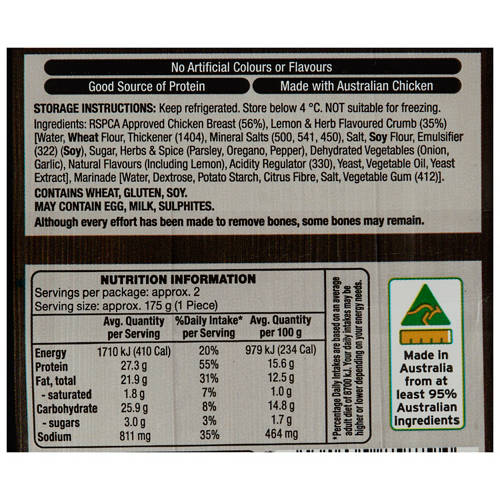 No Artificial Colours or Flavours
Good Source of Protein
Made with Australian Chicken
STORAGE INSTRUCTIONS: Keep refrigerated. Store below 4 °C. NOT suitable for freezing.
Ingredients: RSPCA Approved Chicken Breast (56%), Lemon & Herb Flavoured Crumb (35%)
[Water, Wheat Flour, Thickener (1404), Mineral Salts (500, 541, 450), Salt, Soy Flour, Emulsifier
(322) (Soy), Sugar, Herbs & Spice (Parsley, Oregano, Pepper), Dehydrated Vegetables (Onion,
Garlic), Natural Flavours (Including Lemon), Acidity Regulator (330), Yeast, Vegetable Oil, Yeast
Extract], Marinade [Water, Dextrose, Potato Starch, Citrus Fibre, Salt, Vegetable Gum (412)].
CONTAINS WHEAT, GLUTEN, SOY.
MAY CONTAIN EGG, MILK, SULPHITES.
Although every effort has been made to remove bones, some bones may remain.
NUTRITION INFORMATION
Servings per package: approx. 2
Serving size: approx. 175 g (1 Piece)
Avg. Quantity per Serving %Daily Intake* per Serving Avg. Quantity per 100 g
Energy 1710 kJ (410 Cal) 20% 979 kJ (234 Cal)
Protein 27.3 g 55% 15.6 g
Fat, total 21.9 g 31% 12.5 g
- saturated 1.8 g 7% 1.0 g
Carbohydrate 25.9 g 8% 14.8 g
- sugars 3.0 g 3% 1.7 g
Sodium 811 mg 35% 464 mg
*Percentage Daily Intakes are based on an average
adult diet of 8700 kJ. Your daily intakes may be
higher or lower depending on your energy needs.
Made in
Australia
from at
least 95%
Australian
Ingredients